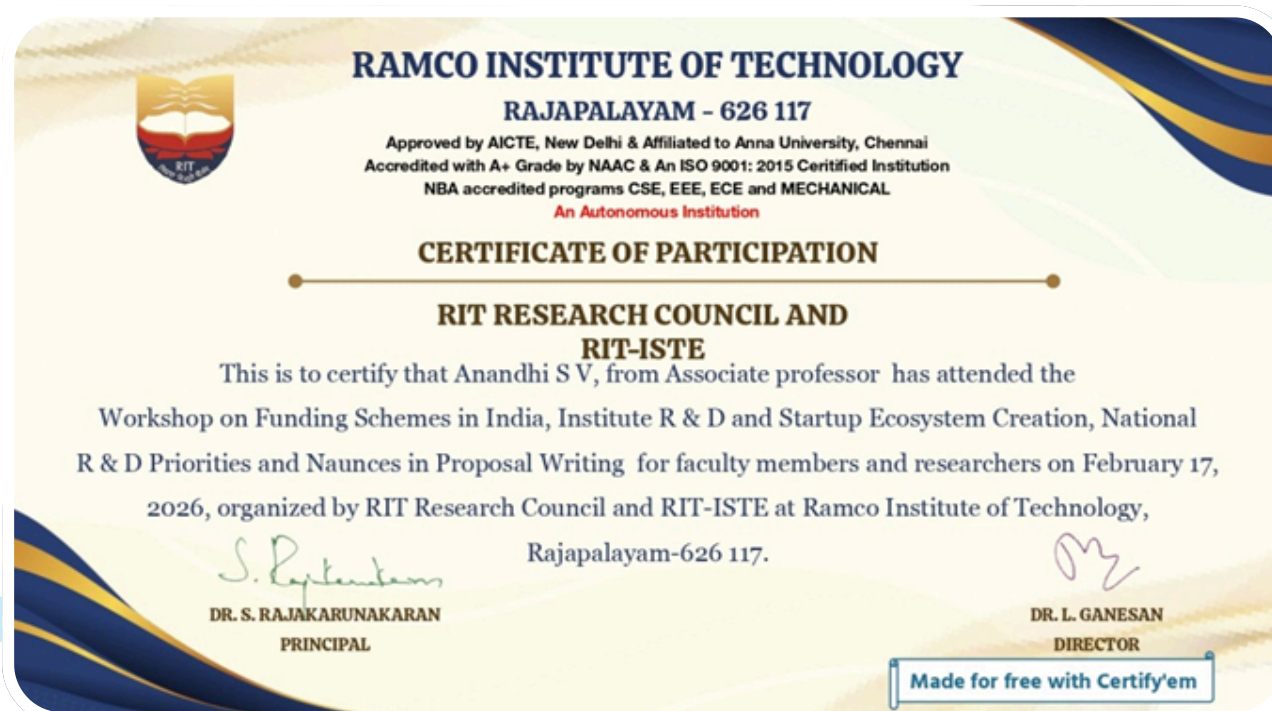 RAMCO INSTITUTE OF TECHNOLOGY
RAJAPALAYAM - 626 117
Approved by AICTE, New Delhi & Affiliated to Anna University, Chennai
Accredited with A+ Grade by NAAC & An ISO 9001: 2015 Ceritified Institution
NBA accredited programs CSE, EEE, ECE and MECHANICAL
An Autonomous Institution
RIT
CERTIFICATE OF PARTICIPATION
RIT RESEARCH COUNCIL AND
RIT-ISTE
This is to certify that Anandhi S V, from Associate professor has attended the
Workshop on Funding Schemes in India, Institute R & D and Startup Ecosystem Creation, National
R & D Priorities and Naunces in Proposal Writing for faculty members and researchers on February 17,
2026, organized by RIT Research Council and RIT-ISTE at Ramco Institute of Technology,
Rajapalayam-626 117.
DR. S. RAJAKARUNAKARAN
PRINCIPAL
DR. L. GANESAN
DIRECTOR
Made for free with Certify'em